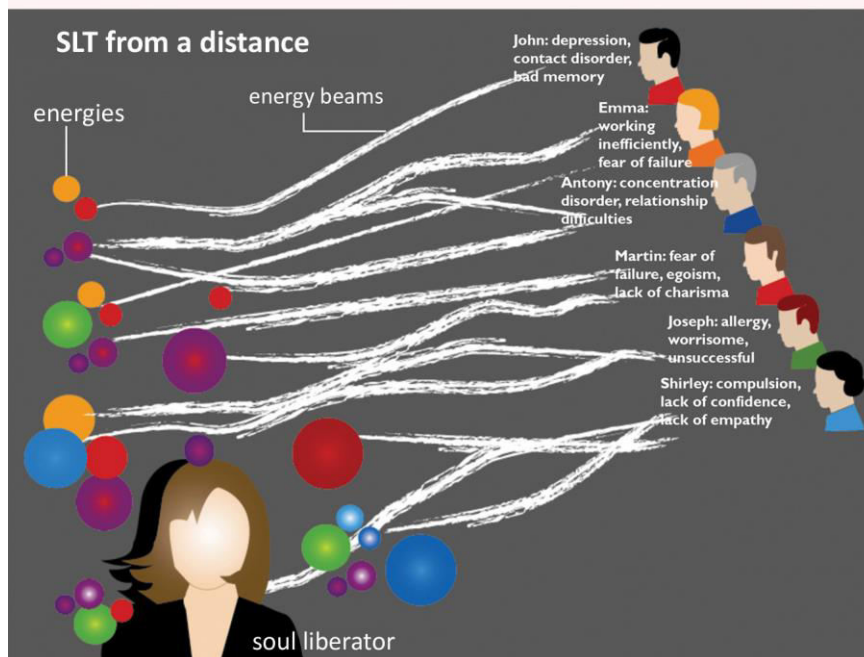 SLT from a distance
energies
energy beams
John: depression,
contact disorder,
bad memory
Emma:
working
inefficiently,
fear of failure
Antony: concentration
disorder, relationship
difficulties
Martin: fear of
failure, egoism,
lack of charisma
Joseph: allergy,
worrisome,
unsuccessful
Shirley: compulsion,
lack of confidence,
lack of empathy
soul liberator